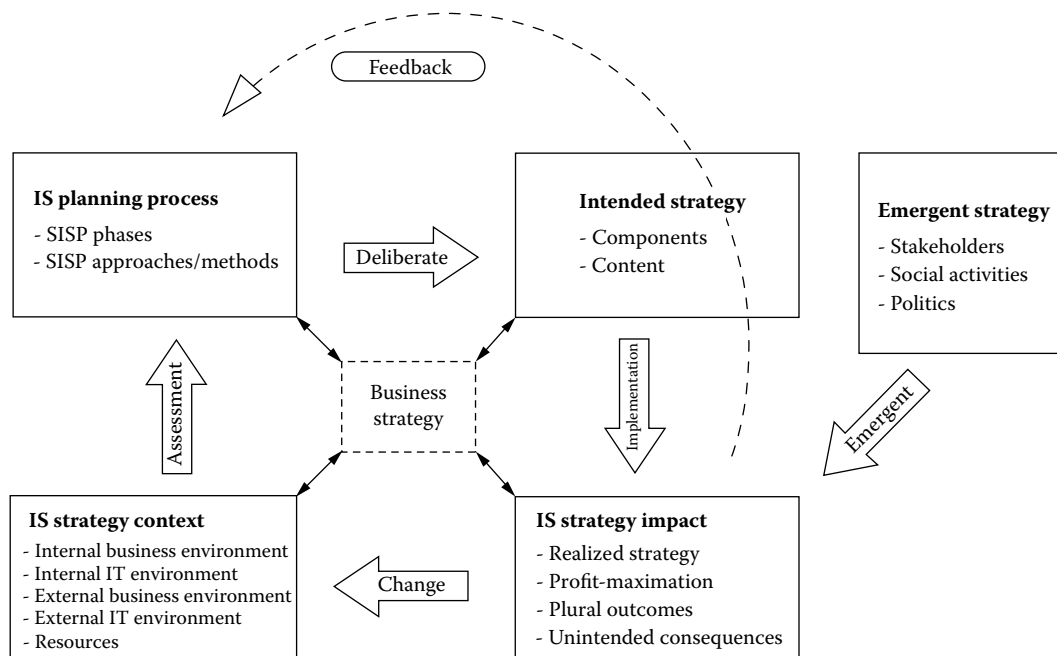 Feedback
IS planning process
- SISP phases
- SISP approaches/methods
Deliberate
Intended strategy
- Components
- Content
Emergent strategy
- Stakeholders
- Social activities
- Politics
Assessment
Business
strategy
Implementation
Emergent
IS strategy context
- Internal business environment
- Internal IT environment
- External business environment
- External IT environment
- Resources
Change
IS strategy impact
- Realized strategy
- Profit-maximation
- Plural outcomes
- Unintended consequences